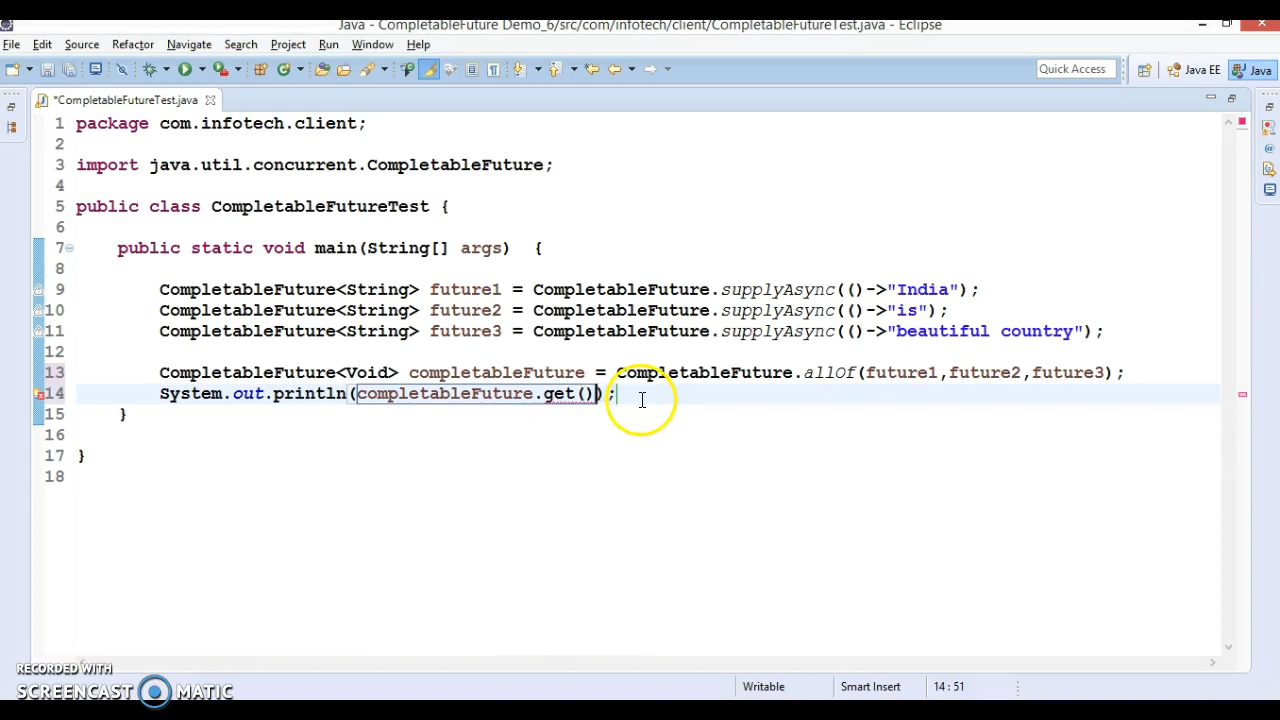 Java - CompletableFuture Demo_6/src/com/infotech/client/CompletableFutureTest.java - Eclipse
File Edit Source Refactor Navigate Search Project Run Window Help
Quick Access Java EE Java
*CompletableFutureTest.java
1 package com.infotech.client;
2
3 import java.util.concurrent.CompletableFuture;
4
5 public class CompletableFutureTest {
6
7 public static void main(String[] args) {
8
9 CompletableFuture<String> future1 = CompletableFuture.supplyAsync(()->"India");
10 CompletableFuture<String> future2 = CompletableFuture.supplyAsync(()->"is");
11 CompletableFuture<String> future3 = CompletableFuture.supplyAsync(()->"beautiful country");
12
13 CompletableFuture<Void> completableFuture = CompletableFuture.allOf(future1,future2,future3);
14 System.out.println(completableFuture.get());
15 }
16
17 }
18
RECORDED WITH
SCREENCAST MATIC
Writable Smart Insert 14 : 51